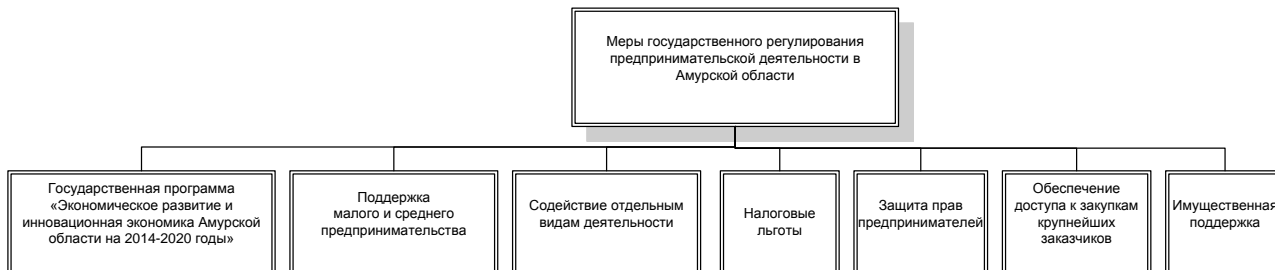 Меры государственного регулирования
предпринимательской деятельности в
Амурской области
Государственная программа
«Экономическое развитие и
инновационная экономика Амурской
области на 2014-2020 годы»
Поддержка
малого и среднего
предпринимательства
Содействие отдельным
видам деятельности
Налоговые
льготы
Защита прав
предпринимателей
Обеспечение
доступа к закупкам
крупнейших
заказчиков
Имущественная
поддержка